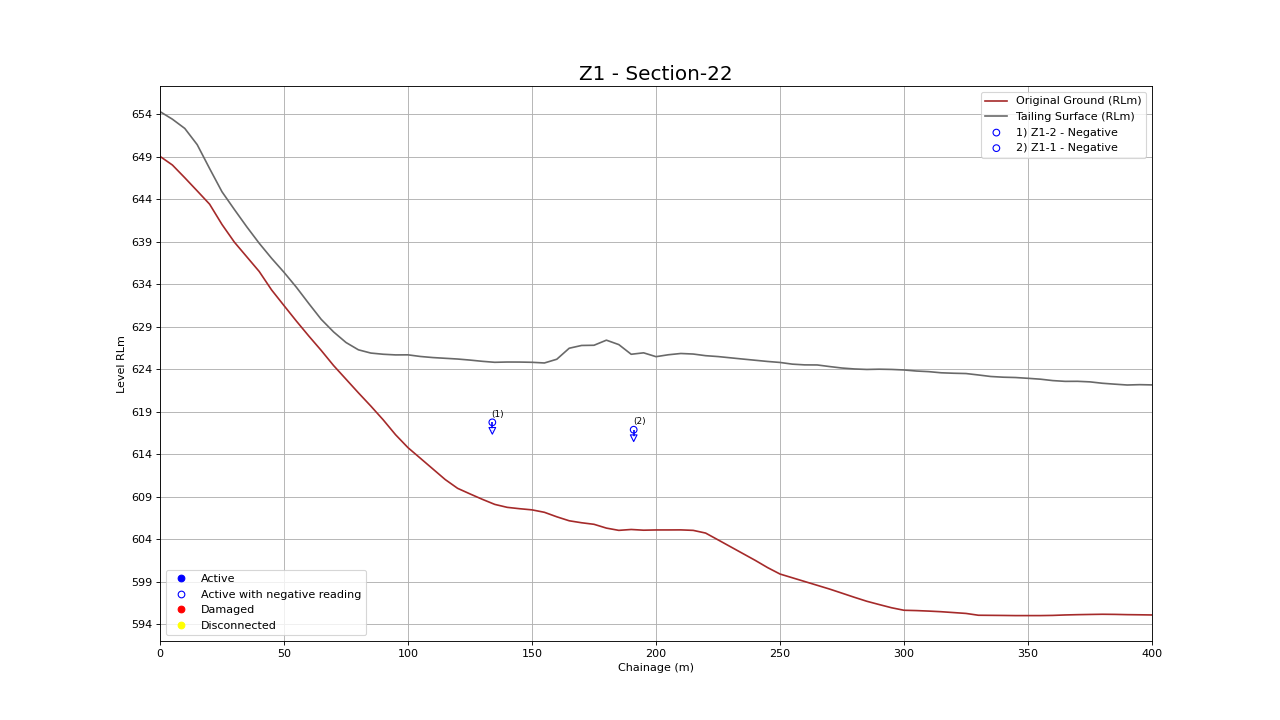 Z1 - Section-22
Original Ground (RLm)
Tailing Surface (RLm)
1) Z1-2 - Negative
2) Z1-1 - Negative
654
649
644
639
634
629
624
619
614
609
604
599
594
Level RLm
(1)
(2)
Active
Active with negative reading
Damaged
Disconnected
0 50 100 150 200 250 300 350 400
Chainage (m)